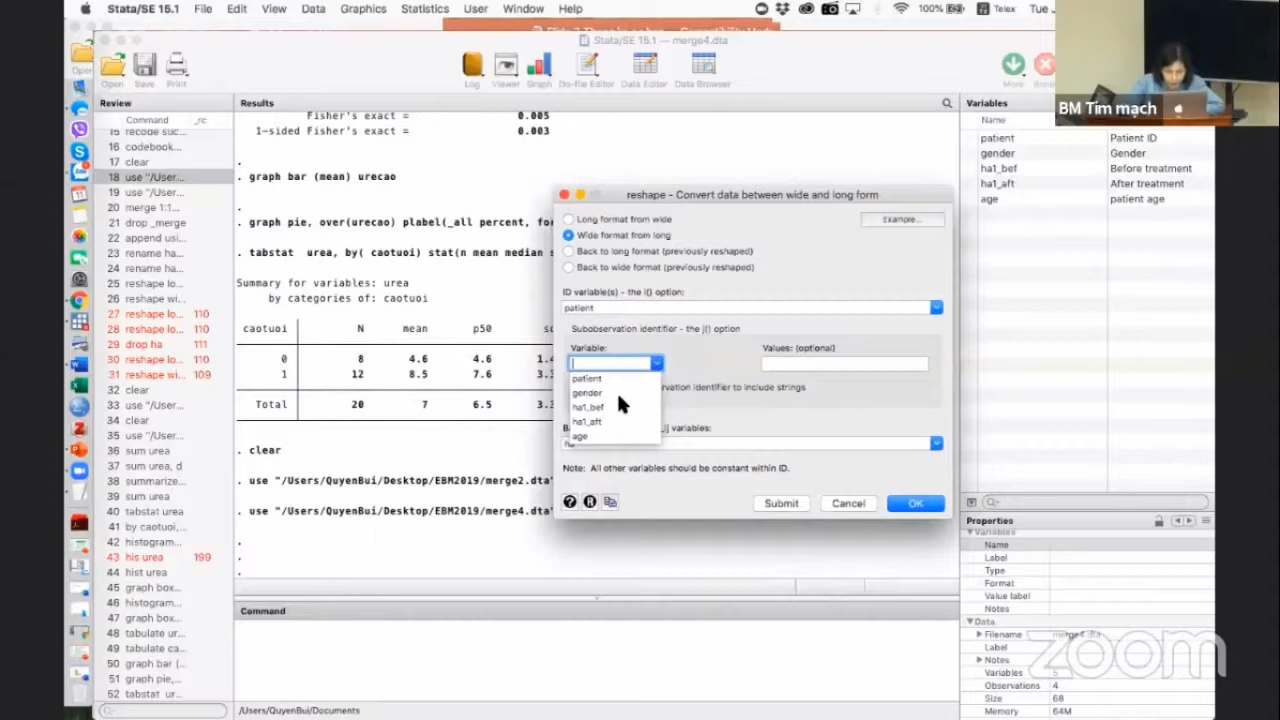 Stata/SE 15.1 File Edit View Data Graphics Statistics User Window Help 100% Telex Tue
Stata/SE 15.1 — merge4.dta
Open Save Print Log Viewer Graph Do-file Editor Data Editor Data Browser More
BM Tim mạch
Review
Command _rc
15 recode suc...
16 codebook...
17 clear
18 use "/User...
19 use "/User...
20 merge 1:1...
21 drop _merge
22 append usi...
23 rename ha...
24 rename ha...
25 reshape lo...
26 reshape wi...
27 reshape lo... 110
28 reshape lo... 110
29 drop ha 111
30 reshape lo... 110
31 reshape wi... 109
32 clear
33 use "/User...
34 clear
35 use "/User...
36 sum urea
37 sum urea, d
38 summarize...
39 sum urea
40 tabstat urea
41 by caotuoi,...
42 histogram...
43 his urea 199
44 hist urea
45 graph box...
46 histogram...
47 graph box...
48 tabulate ur...
49 tabulate ca...
50 graph bar (...
51 graph pie,...
52 tabstat ur...
Results
Fisher's exact = 0.005
1-sided Fisher's exact = 0.003
.
. graph bar (mean) urecao
.
. graph pie, over(urecao) plabel(_all percent, for
. tabstat urea, by( caotuoi) stat(n mean median s
Summary for variables: urea
by categories of: caotuoi
caotuoi N mean p50
0 8 4.6 4.6 1.4
1 12 8.5 7.6 3.
Total 20 7 6.5 3.
. clear
. use "/Users/QuyenBui/Desktop/EBM2019/merge2.dta"
. use "/Users/QuyenBui/Desktop/EBM2019/merge4.dta"
.
.
.
Command
/Users/QuyenBui/Documents
reshape - Convert data between wide and long form
Long format from wide
Example...
Wide format from long
Back to long format (previously reshaped)
Back to wide format (previously reshaped)
ID variable(s) - the i() option:
patient
Subobservation identifier - the j() option
Variable: Values: (optional)
patient
gender
ha1_bef
ha1_aft
age
vation identifier to include strings
variables:
Note: All other variables should be constant within ID.
Submit Cancel OK
Variables
Name
patient Patient ID
gender Gender
ha1_bef Before treatment
ha1_aft After treatment
age patient age
Properties
Variables
Name
Label
Type
Format
Value label
Notes
Data
Filename merge4.dta
Label
Notes
Variables 5
Observations 4
Size 68
Memory 64M
zoom